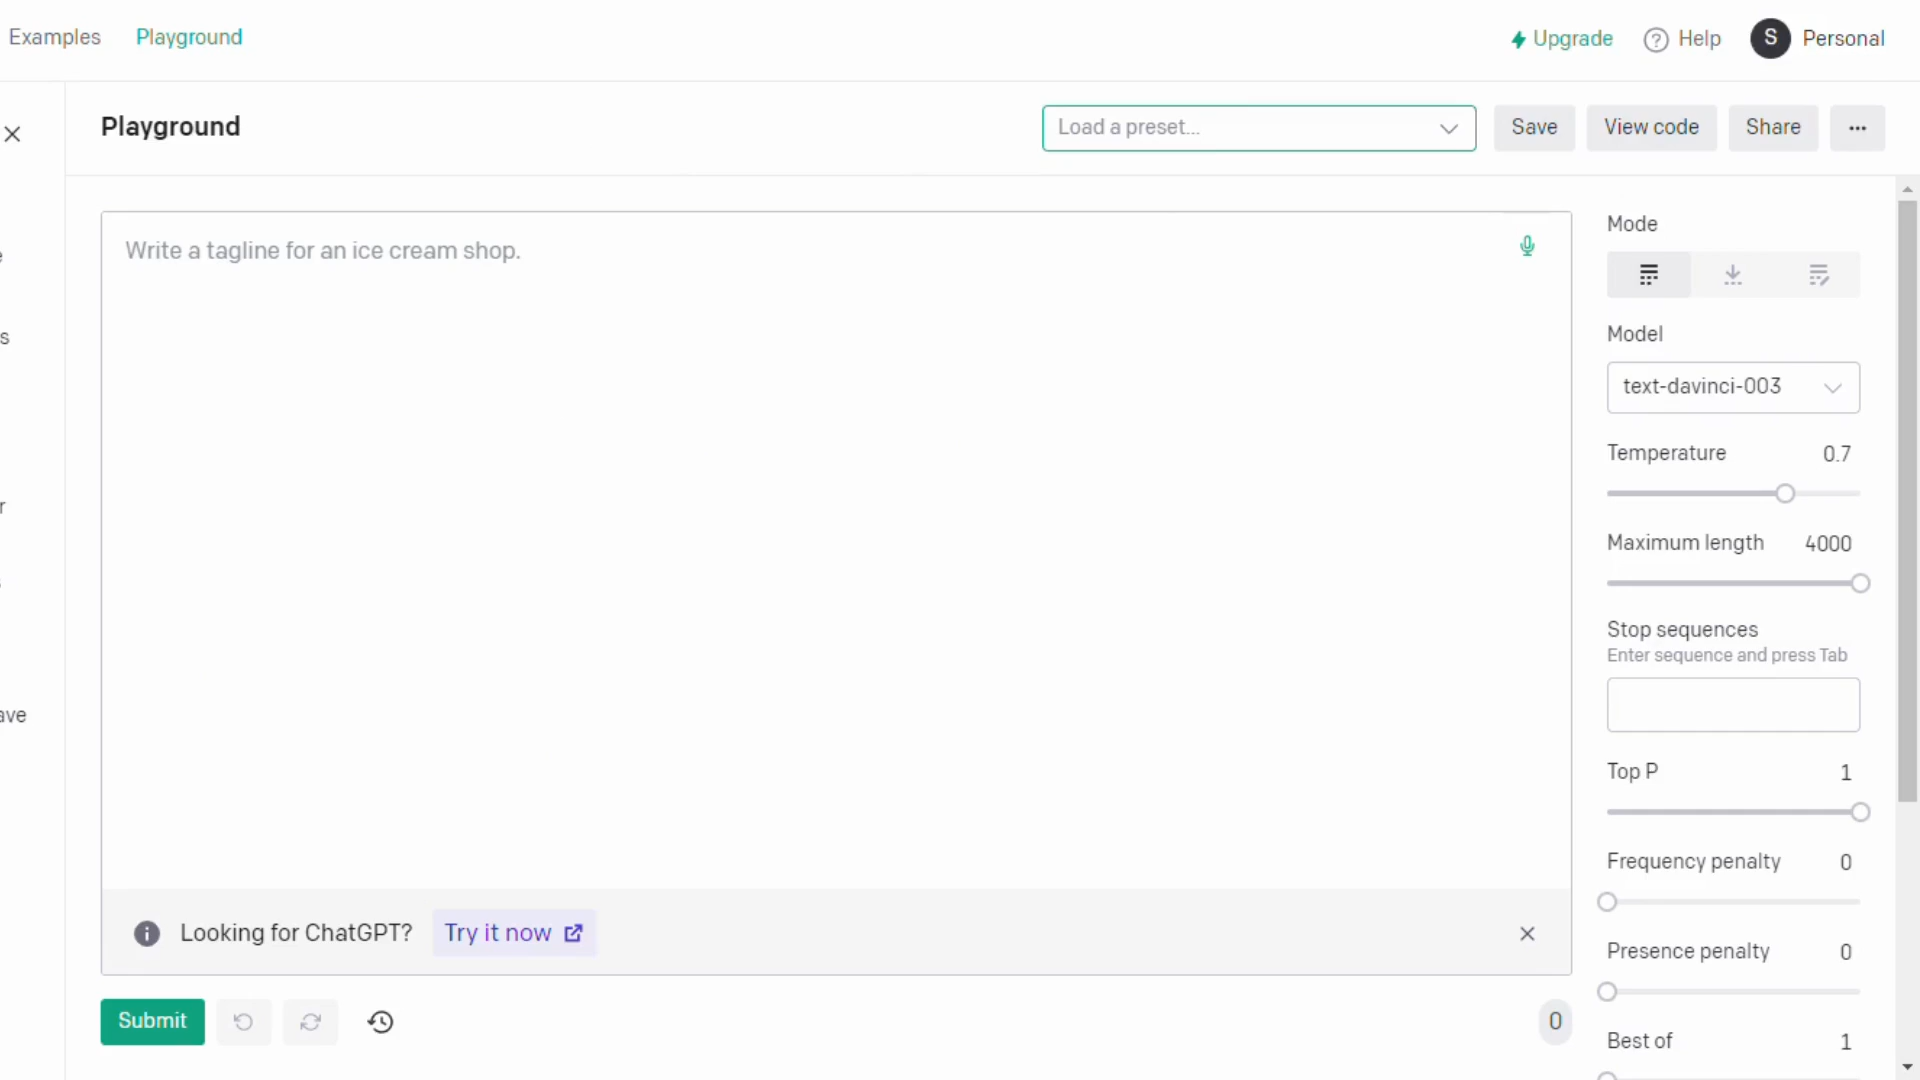 Examples
Playground
Upgrade
Help
S
Personal
Playground
Load a preset...
Save
View code
Share
Write a tagline for an ice cream shop.
Mode
Model
text-davinci-003
Temperature 0.7
Maximum length 4000
Stop sequences
Enter sequence and press Tab
Top P 1
Frequency penalty 0
Presence penalty 0
Best of 1
Looking for ChatGPT? Try it now
Submit
0